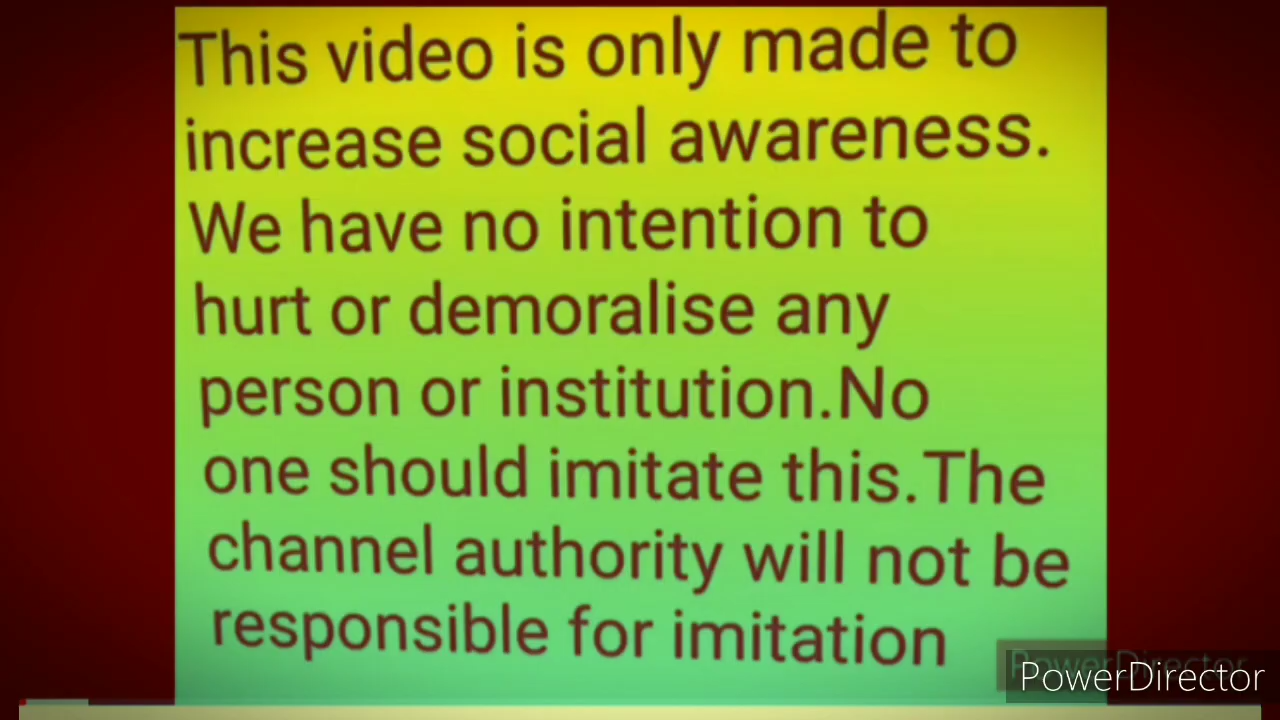 This video is only made to
increase social awareness.
We have no intention to
hurt or demoralise any
person or institution.No
one should imitate this.The
channel authority will not be
responsible for imitation
PowerDirector
PowerDirector